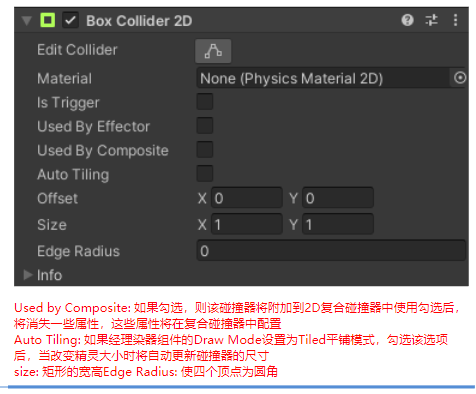 Box Collider 2D
Edit Collider
Material None (Physics Material 2D)
Is Trigger
Used By Effector
Used By Composite
Auto Tiling
Offset X 0 Y 0
Size X 1 Y 1
Edge Radius 0
Info
Used by Composite: 如果勾选，则该碰撞器将附加到2D复合碰撞器中使用勾选后，
将消失一些属性，这些属性将在复合碰撞器中配置
Auto Tiling: 如果经理染器组件的Draw Mode设置为Tiled平铺模式，勾选该选项
后，当改变精灵大小时将自动更新碰撞器的尺寸
size: 矩形的宽高Edge Radius: 使四个顶点为圆角